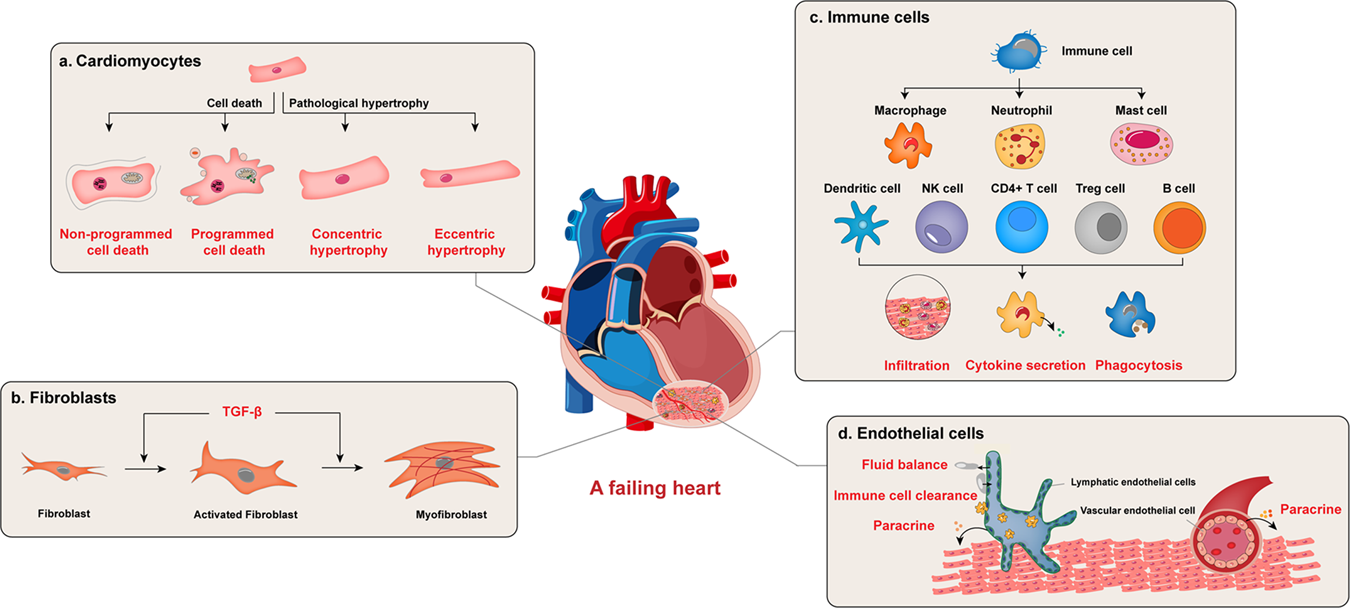 a. Cardiomyocytes
Cell death
Pathological hypertrophy
Non-programmed
cell death
Programmed
cell death
Concentric
hypertrophy
Eccentric
hypertrophy
b. Fibroblasts
TGF-β
Fibroblast
Activated Fibroblast
Myofibroblast
A failing heart
c. Immune cells
Immune cell
Macrophage
Neutrophil
Mast cell
Dendritic cell
NK cell
CD4+ T cell
Treg cell
B cell
Infiltration
Cytokine secretion
Phagocytosis
d. Endothelial cells
Fluid balance
Immune cell clearance
Paracrine
Lymphatic endothelial cells
Vascular endothelial cell
Paracrine